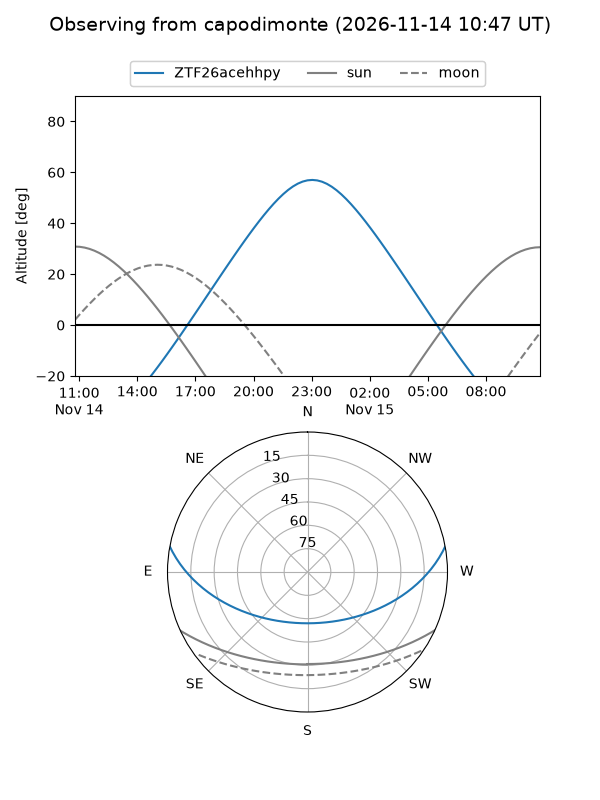 Observing from capodimonte (2026-11-14 10:47 UT)
ZTF26acehhpy sun moon
80
60
40
20
0
−20
Altitude [deg]
11:00 14:00 17:00 20:00 23:00 02:00 05:00 08:00
Nov 14 Nov 15
N
NE NW
15
30
45
60
75
E W
SE SW
S